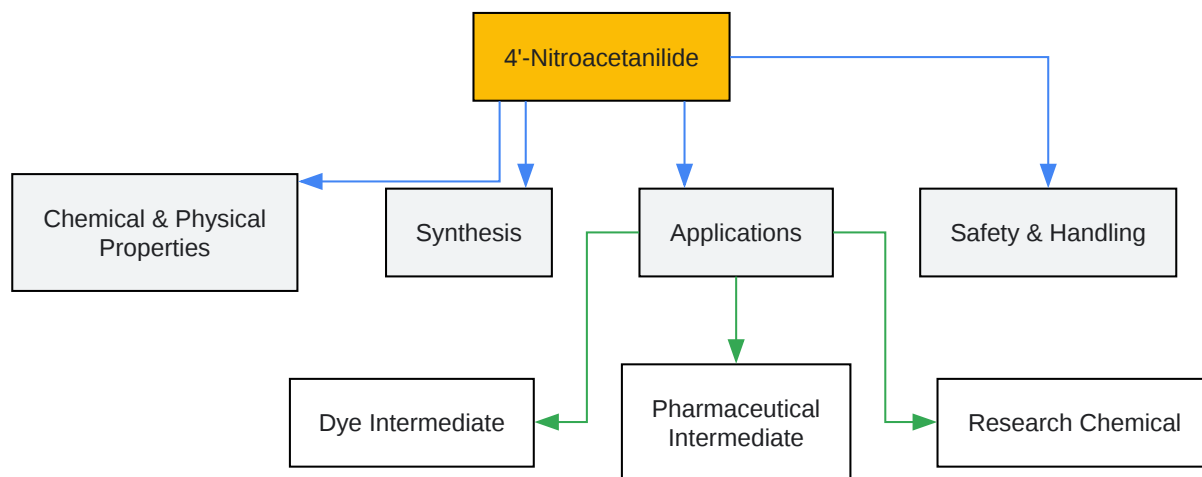 4'-Nitroacetanilide
Chemical & Physical
Properties
Synthesis
Applications
Safety & Handling
Dye Intermediate
Pharmaceutical
Intermediate
Research Chemical